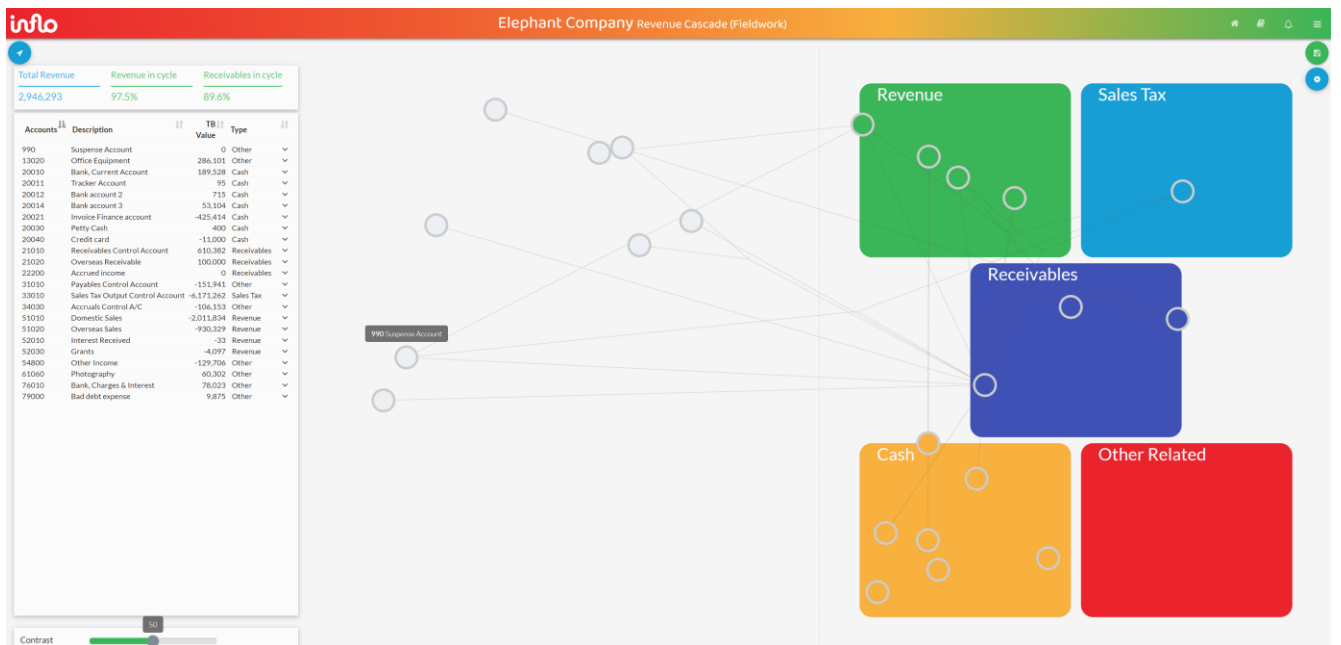 inflo
Elephant Company Revenue Cascade (Fieldwork)
Total Revenue Revenue in cycle Receivables in cycle
2,946,293 97.5% 89.6%
Accounts Description TB Value Type
990 Suspense Account 0 Other
13020 Office Equipment 286,101 Other
20010 Bank, Current Account 189,528 Cash
20011 Tracker Account 95 Cash
20012 Bank account 2 715 Cash
20014 Bank account 3 53,104 Cash
20021 Invoice Finance account -425,414 Cash
20030 Petty Cash 400 Cash
20040 Credit card -11,000 Cash
21010 Receivables Control Account 610,382 Receivables
21020 Overseas Receivable 100,000 Receivables
22200 Accrued income 0 Receivables
31010 Payables Control Account -151,941 Other
33010 Sales Tax Output Control Account -6,171,262 Sales Tax
34030 Accruals Control A/C -106,153 Other
51010 Domestic Sales -2,011,834 Revenue
51020 Overseas Sales -930,329 Revenue
52010 Interest Received -33 Revenue
52030 Grants -4,097 Revenue
54800 Other Income -129,706 Other
61060 Photography 60,302 Other
76010 Bank, Charges & Interest 78,023 Other
79000 Bad debt expense 9,875 Other
50
Contrast
990 Suspense Account
Revenue
Sales Tax
Receivables
Cash
Other Related